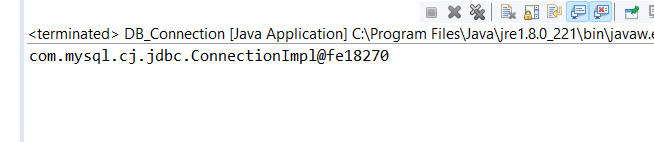 <terminated> DB_Connection [Java Application] C:\Program Files\Java\jre1.8.0_221\bin\javaw.e
com.mysql.cj.jdbc.ConnectionImpl@fe18270